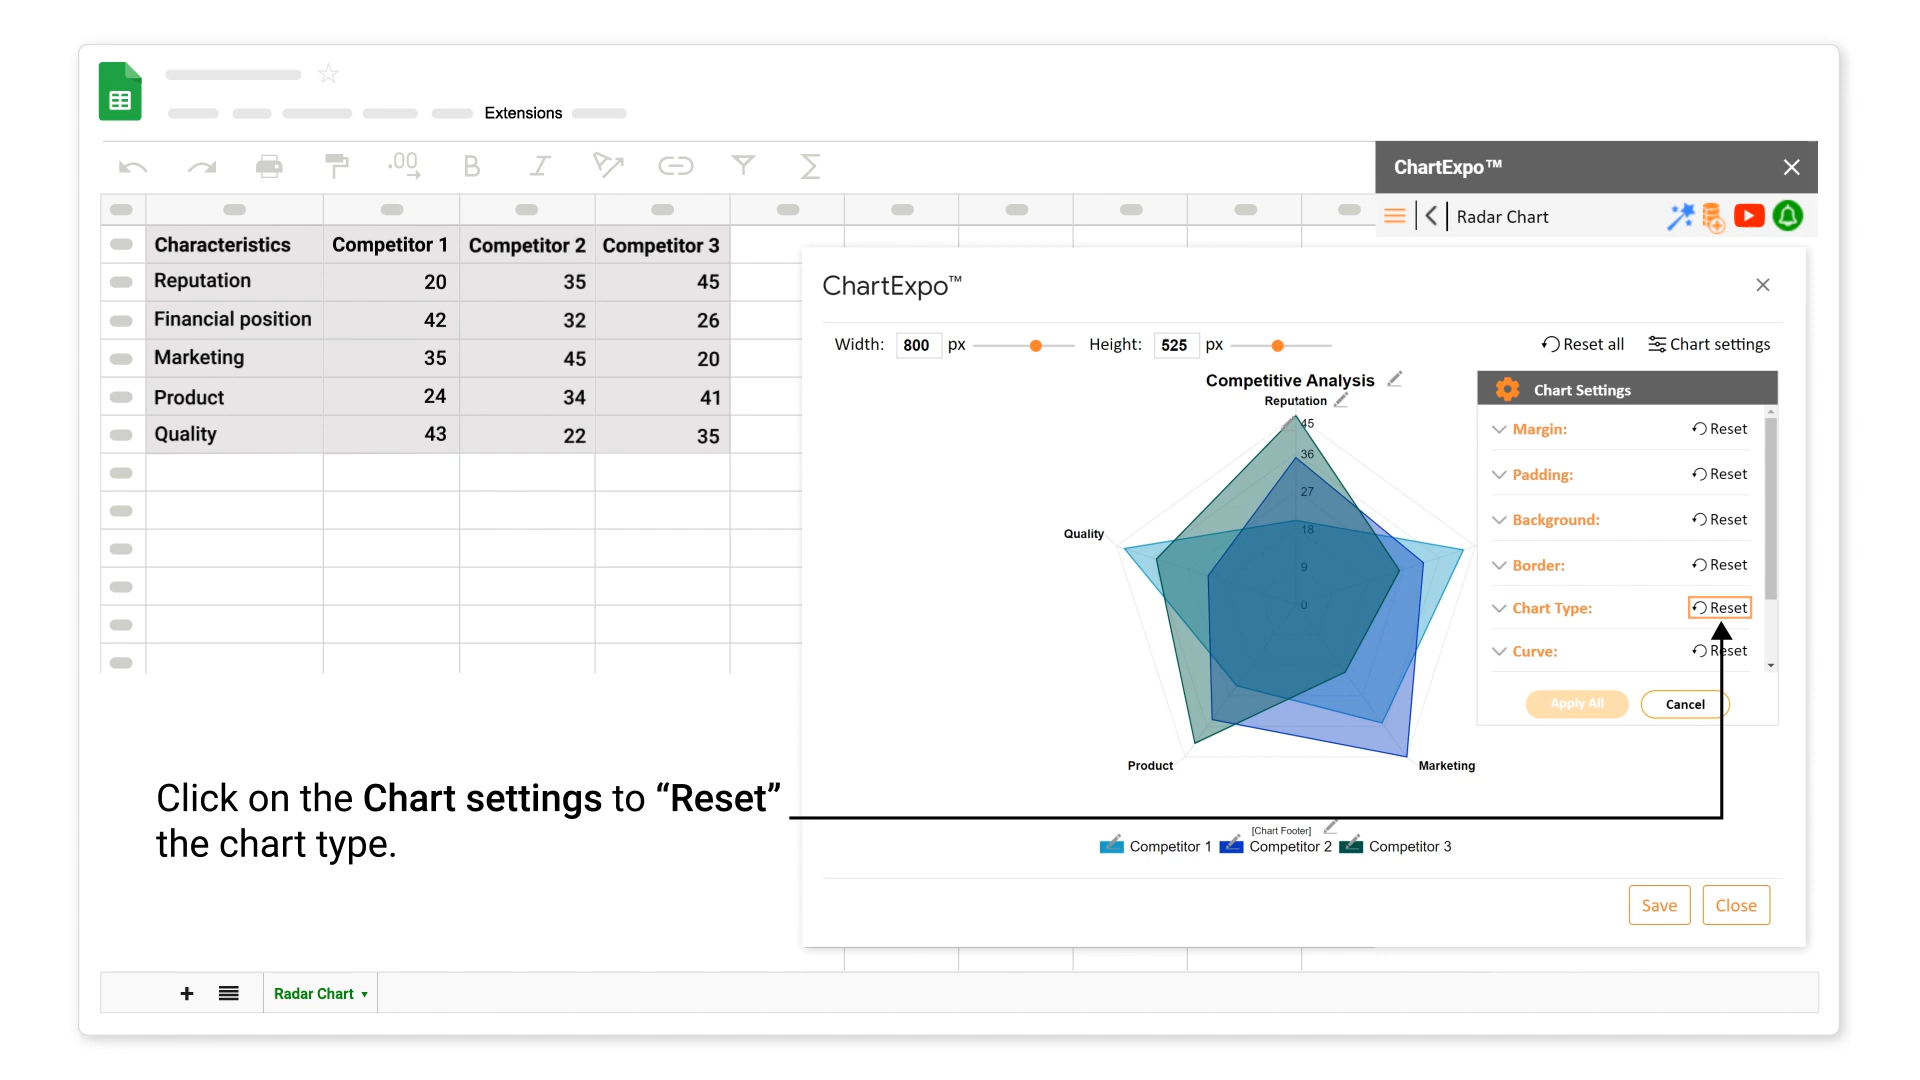 Extensions
.00
B
I
Σ
ChartExpo™
Radar Chart
Characteristics Competitor 1 Competitor 2 Competitor 3
Reputation 20 35 45
Financial position 42 32 26
Marketing 35 45 20
Product 24 34 41
Quality 43 22 35
ChartExpo™
Width: 800 px Height: 525 px Reset all Chart settings
Competitive Analysis
Reputation
45
36
27
18
9
0
Quality
Product
Marketing
Chart Settings
Margin: Reset
Padding: Reset
Background: Reset
Border: Reset
Chart Type: Reset
Curve: Reset
Apply All Cancel
Click on the Chart settings to “Reset”
the chart type.
[Chart Footer]
Competitor 1 Competitor 2 Competitor 3
Save Close
Radar Chart